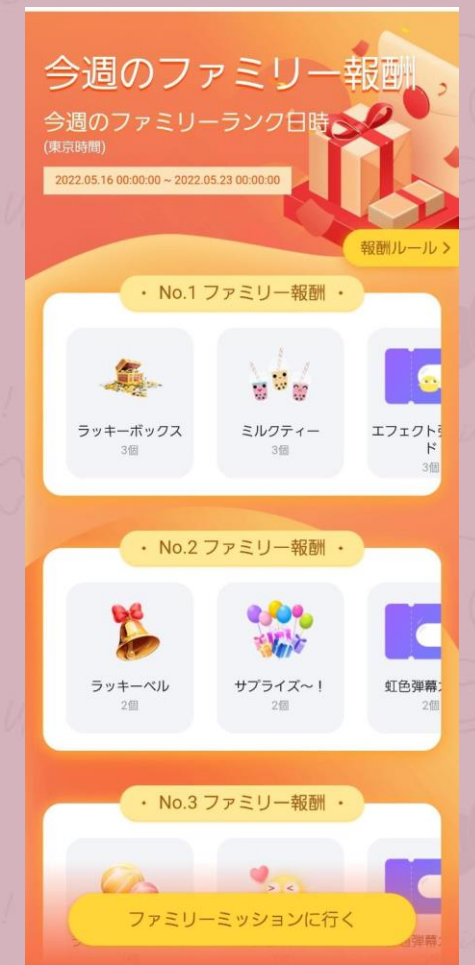 今週のファミリー報酬
今週のファミリーランク日時
(東京時間)
2022.05.16 00:00:00 ~ 2022.05.23 00:00:00
報酬ルール >
・ No.1 ファミリー報酬 ・
ラッキーボックス
3個
ミルクティー
3個
エフェクト
ド
3個
・ No.2 ファミリー報酬 ・
ラッキーベル
2個
サプライズ～！
2個
虹色弾幕
2個
・ No.3 ファミリー報酬 ・
ファミリーミッションに行く